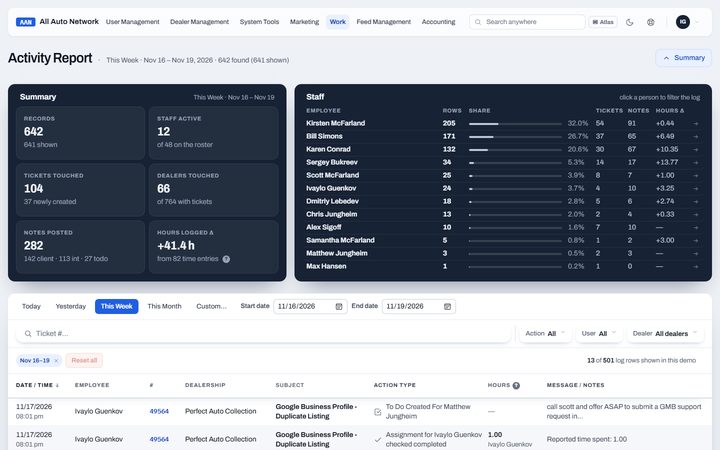 AAN All Auto Network User Management Dealer Management System Tools Marketing Work Feed Management Accounting Search anywhere Atlas IG
Activity Report · This Week · Nov 16 – Nov 19, 2026 · 642 found (641 shown) Summary
Summary This Week · Nov 16 – Nov 19
RECORDS
642
641 shown
STAFF ACTIVE
12
of 48 on the roster
TICKETS TOUCHED
104
37 newly created
DEALERS TOUCHED
66
of 764 with tickets
NOTES POSTED
282
142 client · 113 int · 27 todo
HOURS LOGGED Δ
+41.4 h
from 82 time entries ?
Staff click a person to filter the log
EMPLOYEE ROWS SHARE TICKETS NOTES HOURS Δ
Kirsten McFarland 205 32.0% 54 91 +0.44 →
Bill Simons 171 26.7% 37 65 +6.49 →
Karen Conrad 132 20.6% 30 67 +10.35 →
Sergey Bukreev 34 5.3% 14 17 +13.77 →
Scott McFarland 25 3.9% 8 7 +1.00 →
Ivaylo Guenkov 24 3.7% 4 10 +3.25 →
Dmitriy Lebedev 18 2.8% 5 6 +2.74 →
Chris Jungheim 13 2.0% 2 4 +0.33 →
Alex Sigoff 10 1.6% 7 10 — →
Samantha McFarland 5 0.8% 1 2 +3.00 →
Matthew Jungheim 3 0.5% 2 3 — →
Max Hansen 1 0.2% 1 0 — →
Today Yesterday This Week This Month Custom... Start date 11/16/2026 End date 11/19/2026
Ticket #... Action All User All Dealer All dealers
Nov 16–19 × Reset all 13 of 501 log rows shown in this demo
DATE / TIME ↓ EMPLOYEE # DEALERSHIP SUBJECT ACTION TYPE HOURS ? MESSAGE / NOTES
11/17/2026 Ivaylo Guenkov 49564 Perfect Auto Collection Google Business Profile - To Do Created For Matthew — call scott and offer ASAP to submit a GMB support
08:01 pm Duplicate Listing Jungheim request in...
11/17/2026 Ivaylo Guenkov 49564 Perfect Auto Collection Google Business Profile - Assignment for Ivaylo Guenkov 1.00 Reported time spent: 1.00
08:01 pm Duplicate Listing checked completed Ivaylo Guenkov